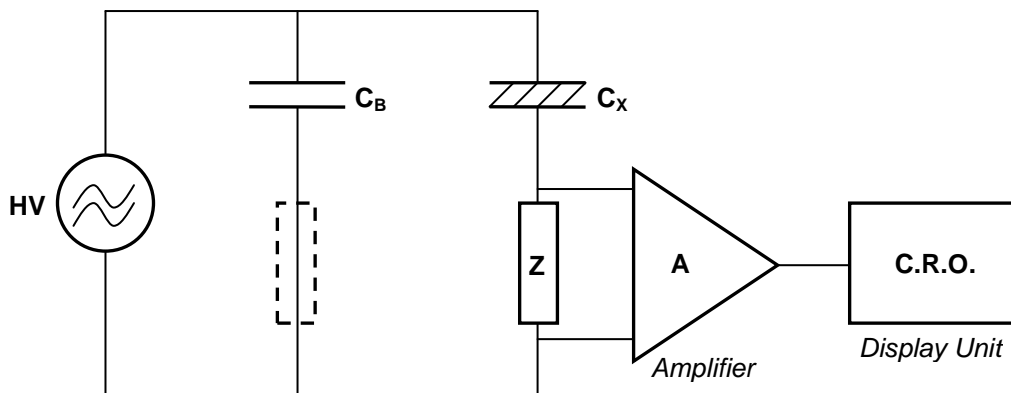 C_B
C_X
HV
Z
A
C.R.O.
Amplifier
Display Unit